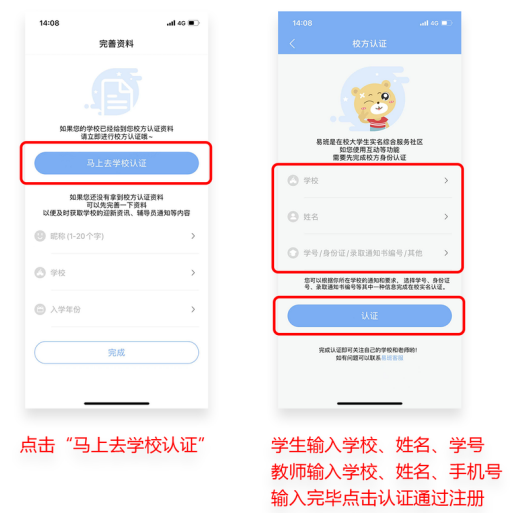 14:08
4G
完善资料
如果您的学校已经给到您校方认证资料
请立即进行校方认证哦~
马上去学校认证
如果您还没有拿到校方认证资料
可以先完善一下资料
以便及时获取学校的迎新资讯、辅导员通知等内容
昵称(1-20个字)
学校
入学年份
完成
点击“马上去学校认证”
14:08
4G
校方认证
易班是在校大学生实名综合服务社区
如您使用互动等功能
需要先完成校方身份认证
学校
姓名
学号/身份证/录取通知书编号/其他
您可以根据你所在学校的通知和要求，选择学号、身份证
号、录取通知书编号等其中一种信息完成在校实名认证。
认证
完成认证即可关注自己的学校和老师哟!
如有问题可以联系易班客服
学生输入学校、姓名、学号
教师输入学校、姓名、手机号
输入完毕点击认证通过注册